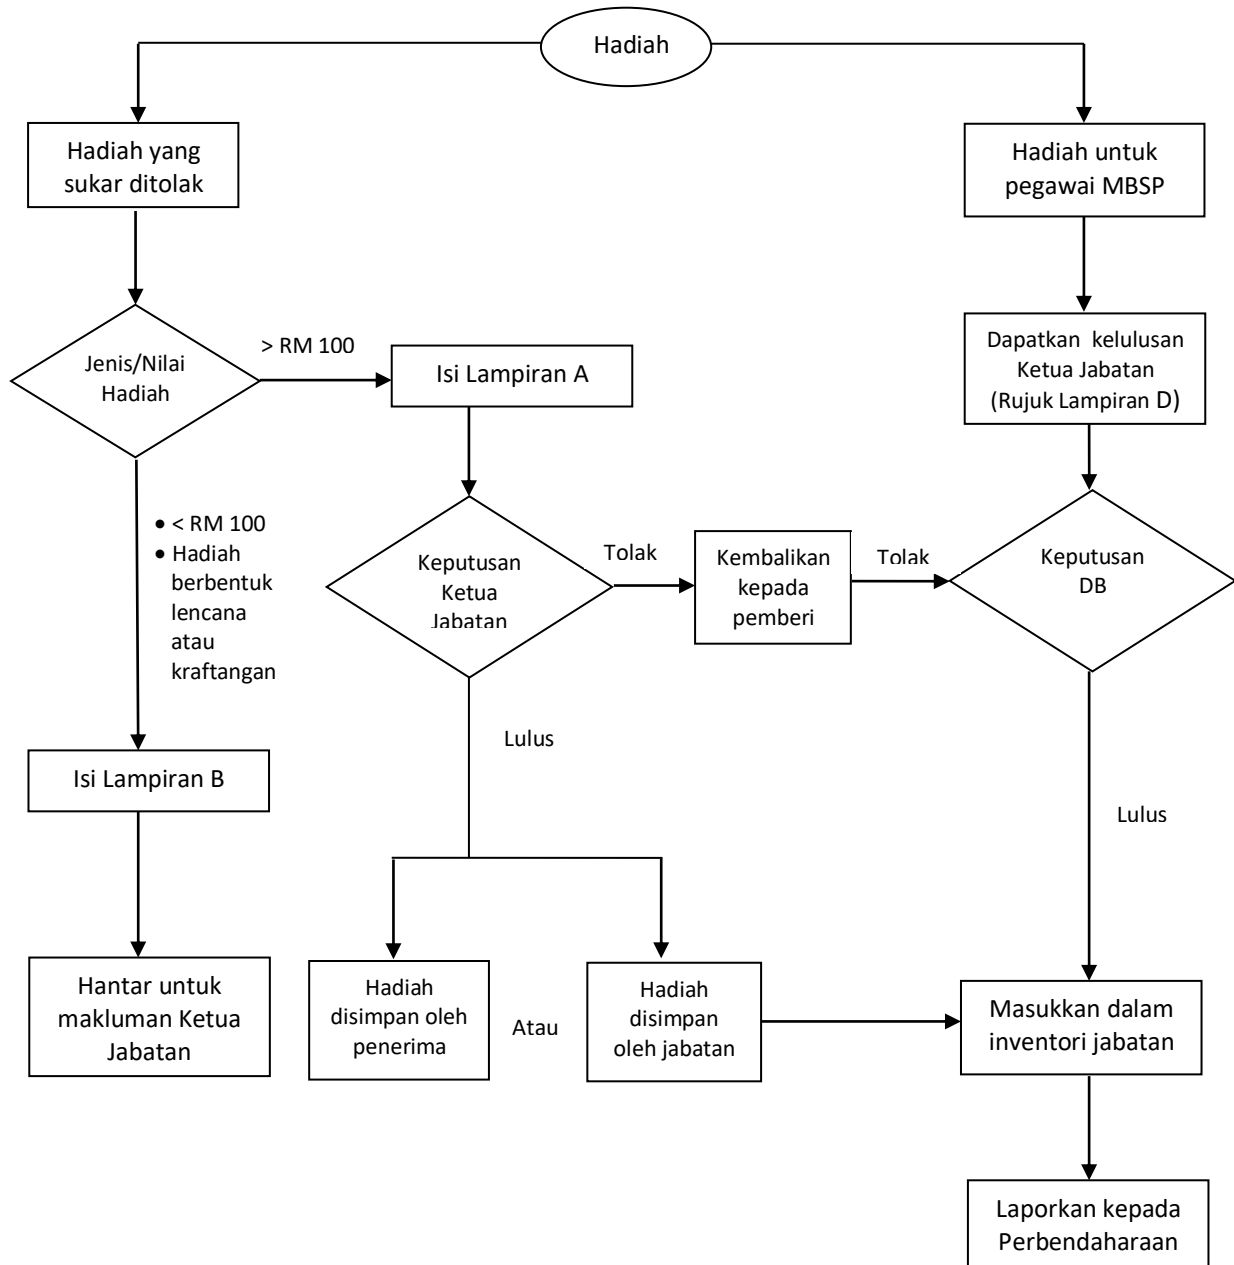 Hadiah
Hadiah yang
sukar ditolak
Hadiah untuk
pegawai MBSP
Jenis/Nilai
Hadiah
> RM 100
Isi Lampiran A
Dapatkan kelulusan
Ketua Jabatan
(Rujuk Lampiran D)
• < RM 100
• Hadiah
berbentuk
lencana
atau
kraftangan
Keputusan
Ketua
Jabatan
Tolak
Kembalikan
kepada
pemberi
Tolak
Keputusan
DB
Lulus
Isi Lampiran B
Lulus
Hantar untuk
makluman Ketua
Jabatan
Hadiah
disimpan oleh
penerima
Atau
Hadiah
disimpan
oleh jabatan
Masukkan dalam
inventori jabatan
Laporkan kepada
Perbendaharaan